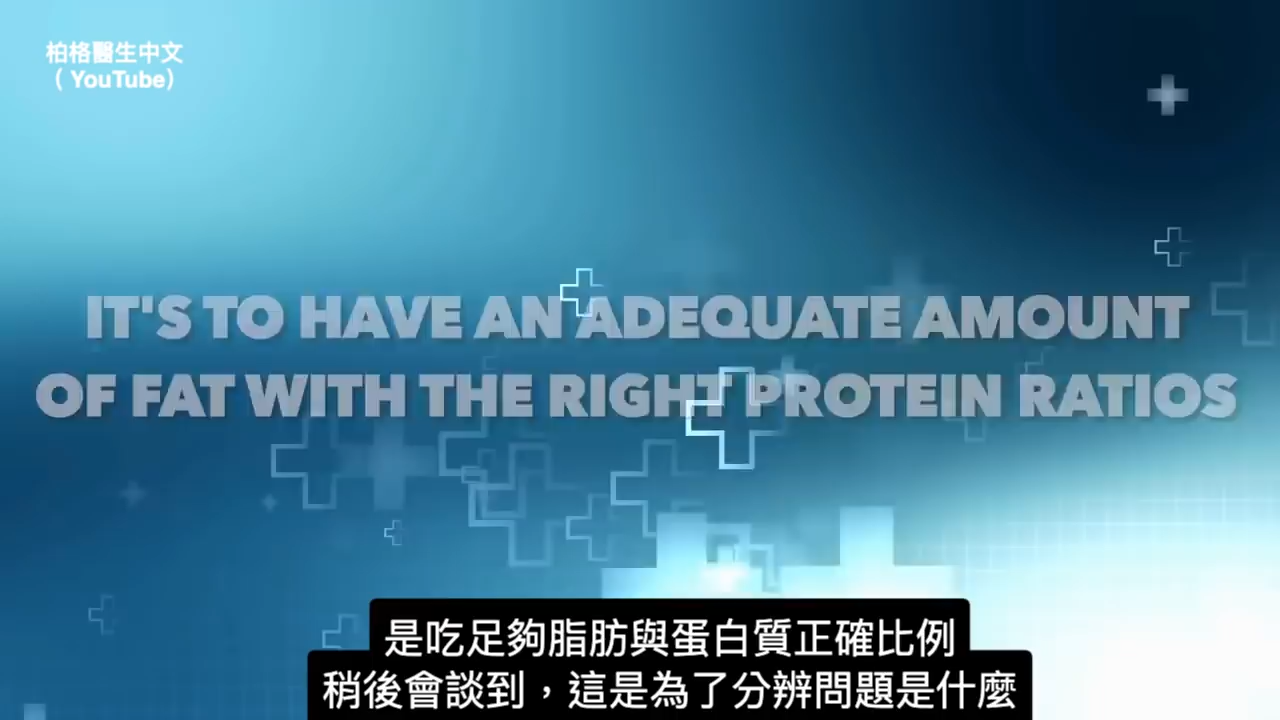 柏格醫生中文
（YouTube）
IT'S TO HAVE AN ADEQUATE AMOUNT
OF FAT WITH THE RIGHT PROTEIN RATIOS
是吃足夠脂肪與蛋白質正確比例
稍後會談到，這是為了分辨問題是什麼